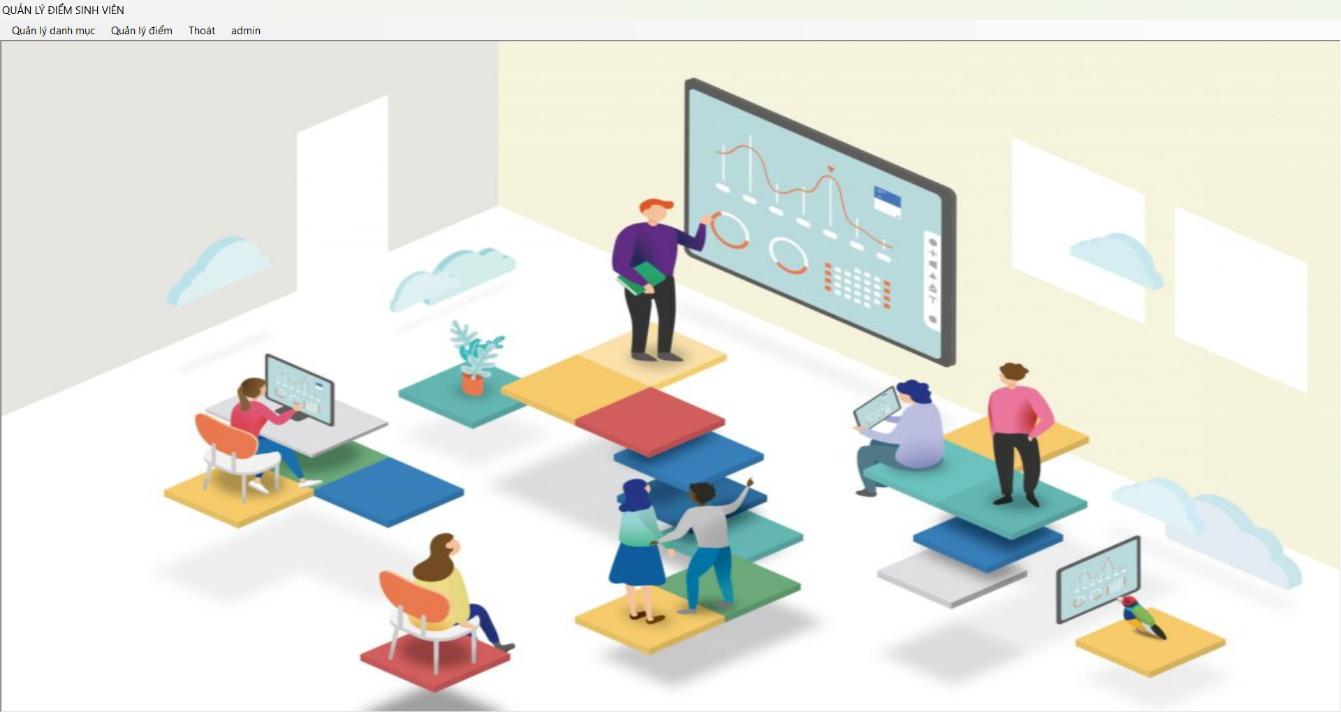 QUẢN LÝ ĐIỂM SINH VIÊN
Quản lý danh mục Quản lý điểm Thoát admin